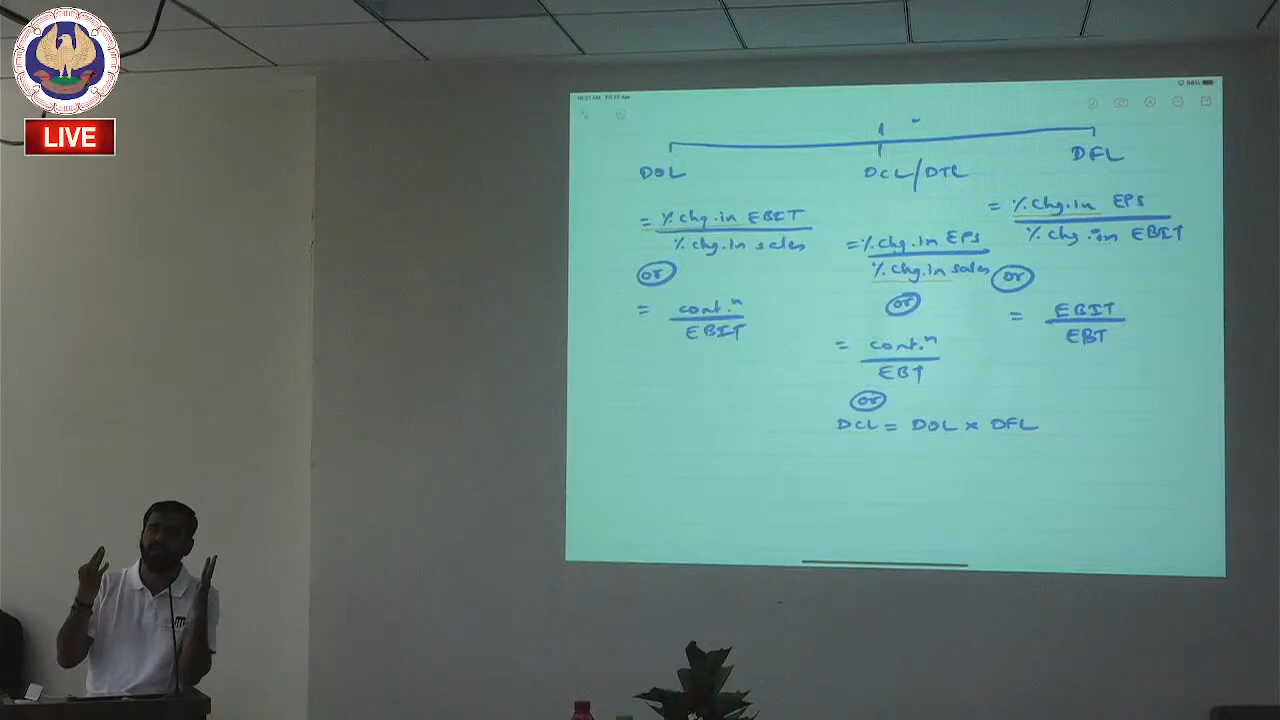 LIVE
DOL
= %.chg.in EBIT
%.chg.in sales
or
= cont.n
EBIT
DCL/DTL
= %.chg.in EPS
%.chg.in sales
or
= cont.n
EBT
or
DCL = DOL × DFL
DFL
= %.chg.in EPS
%.chg.in EBIT
or
= EBIT
EBT